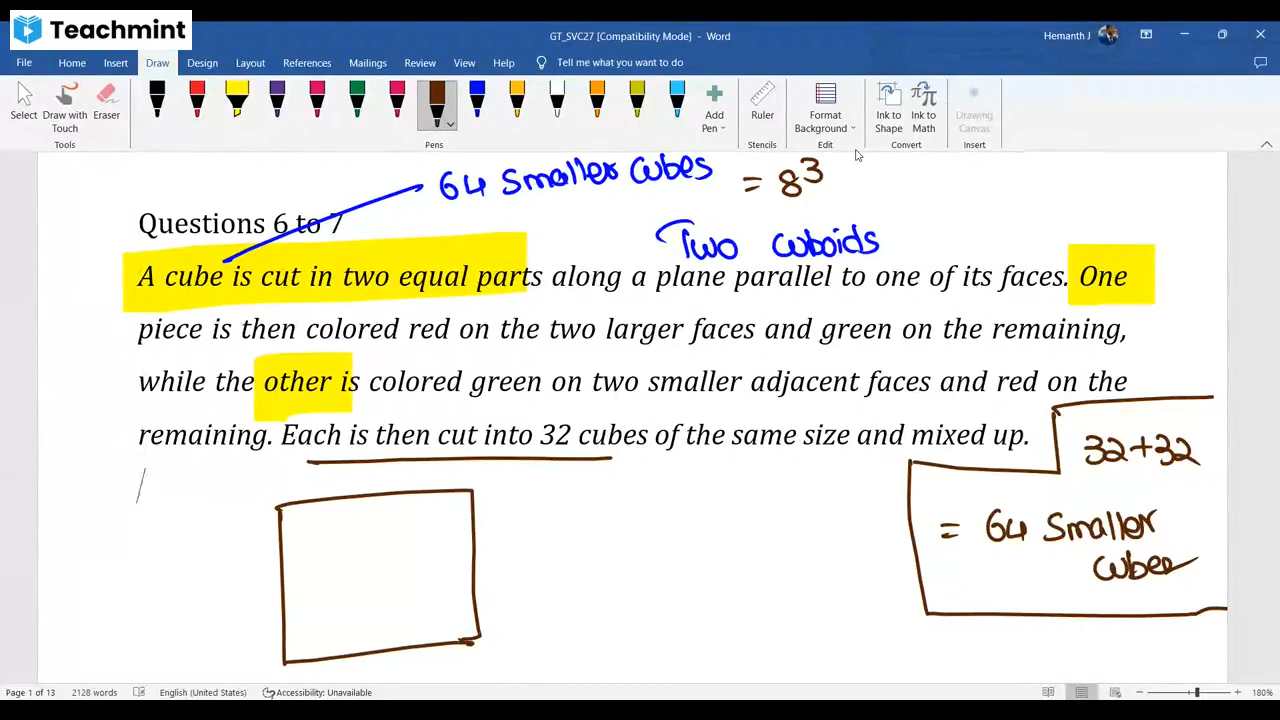 Teachmint
GT_SVC27 [Compatibility Mode] - Word
Hemanth J
File Home Insert Draw Design Layout References Mailings Review View Help Tell me what you want to do
Select
Draw with Touch
Eraser
Add Pen
Ruler
Format Background
Ink to Shape
Ink to Math
Drawing Canvas
Tools Pens Stencils Edit Convert Insert
64 Smaller cubes = 8³
Questions 6 to 7
Two cuboids
A cube is cut in two equal parts along a plane parallel to one of its faces. One
piece is then colored red on the two larger faces and green on the remaining,
while the other is colored green on two smaller adjacent faces and red on the
remaining. Each is then cut into 32 cubes of the same size and mixed up.
32+32
= 64 Smaller
cubes
Page 1 of 13 2128 words English (United States) Accessibility: Unavailable 180%